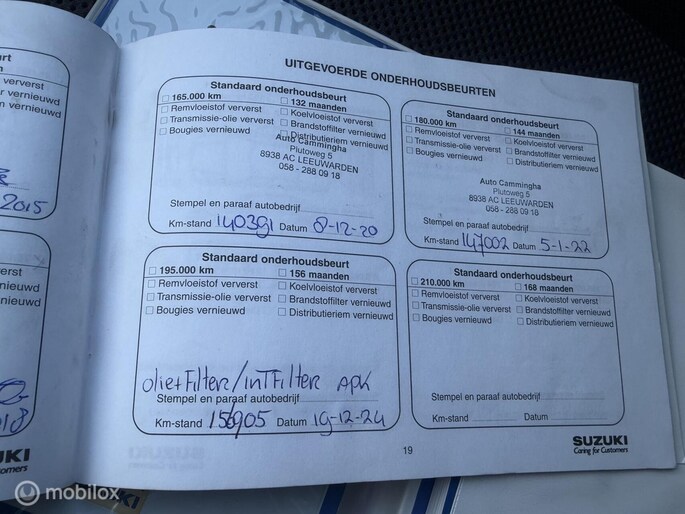 UITGEVOERDE ONDERHOUDSBEURTEN
Standaard onderhoudsbeurt
165.000 km 132 maanden
Remvloeistof ververst Koelvloeistof ververst
Transmissie-olie ververst Brandstoffilter vernieuwd
Bougies vernieuwd Distributieriem vernieuwd
Auto Cammingha
Plutoweg 5
8938 AC LEEUWARDEN
058 - 288 09 18
Stempel en paraaf autobedrijf
Km-stand 140391 Datum 8-12-20
Standaard onderhoudsbeurt
180.000 km 144 maanden
Remvloeistof ververst Koelvloeistof ververst
Transmissie-olie ververst Brandstoffilter vernieuwd
Bougies vernieuwd Distributieriem vernieuwd
Auto Cammingha
Plutoweg 5
8938 AC LEEUWARDEN
058 - 288 09 18
Stempel en paraaf autobedrijf
Km-stand 147002 Datum 5-1-22
Standaard onderhoudsbeurt
195.000 km 156 maanden
Remvloeistof ververst Koelvloeistof ververst
Transmissie-olie ververst Brandstoffilter vernieuwd
Bougies vernieuwd Distributieriem vernieuwd
olie+Filter/intFilter APK
Stempel en paraaf autobedrijf
Km-stand 156905 Datum 19-12-24
Standaard onderhoudsbeurt
210.000 km 168 maanden
Remvloeistof ververst Koelvloeistof ververst
Transmissie-olie ververst Brandstoffilter vernieuwd
Bougies vernieuwd Distributieriem vernieuwd
Stempel en paraaf autobedrijf
Km-stand Datum
19
SUZUKI
Caring for Customers
ververst
vernieuwd
vernieuwd
2015
erst
nieuwd
nieuwd
UKI
Customers
mobilox